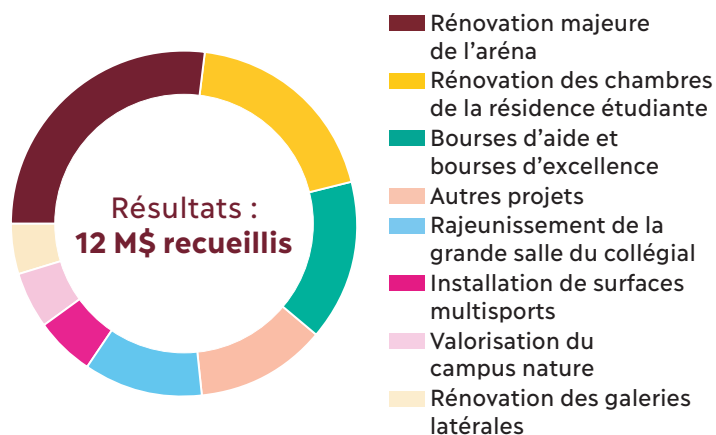 Résultats :
12 M$ recueillis
Rénovation majeure
de l'aréna
Rénovation des chambres
de la résidence étudiante
Bourses d'aide et
bourses d'excellence
Autres projets
Rajeunissement de la
grande salle du collégial
Installation de surfaces
multisports
Valorisation du
campus nature
Rénovation des galeries
latérales